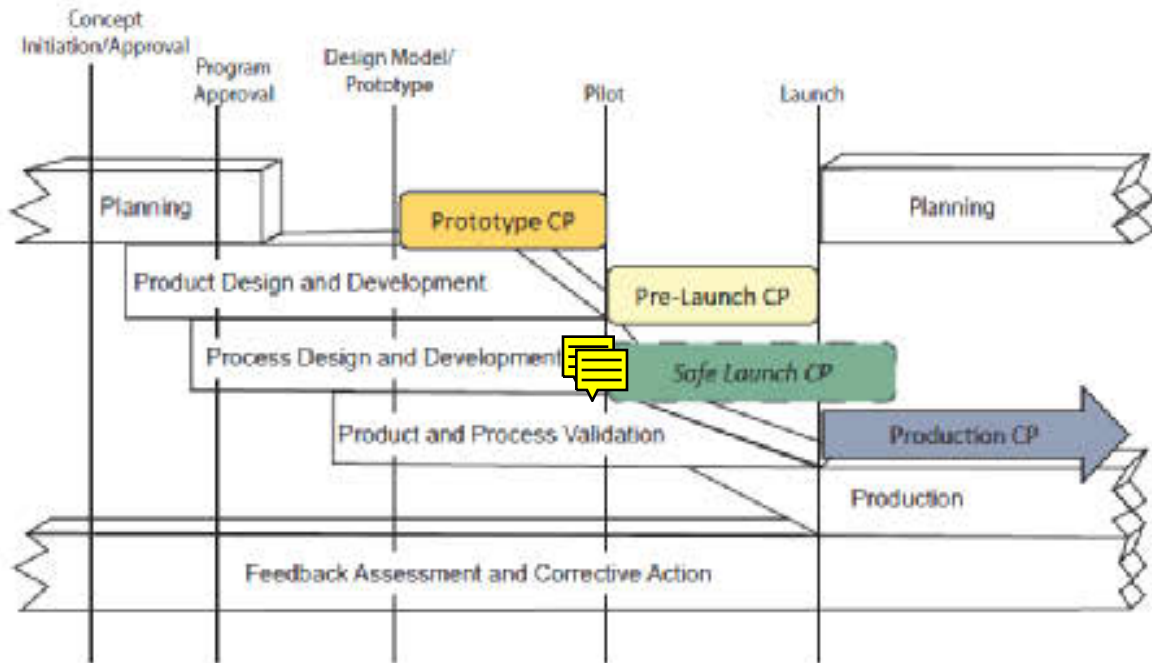 Concept
Initiation/Approval
Program
Approval
Design Model/
Prototype
Pilot
Launch
Planning
Prototype CP
Planning
Product Design and Development
Pre-Launch CP
Process Design and Development
Safe Launch CP
Product and Process Validation
Production CP
Production
Feedback Assessment and Corrective Action